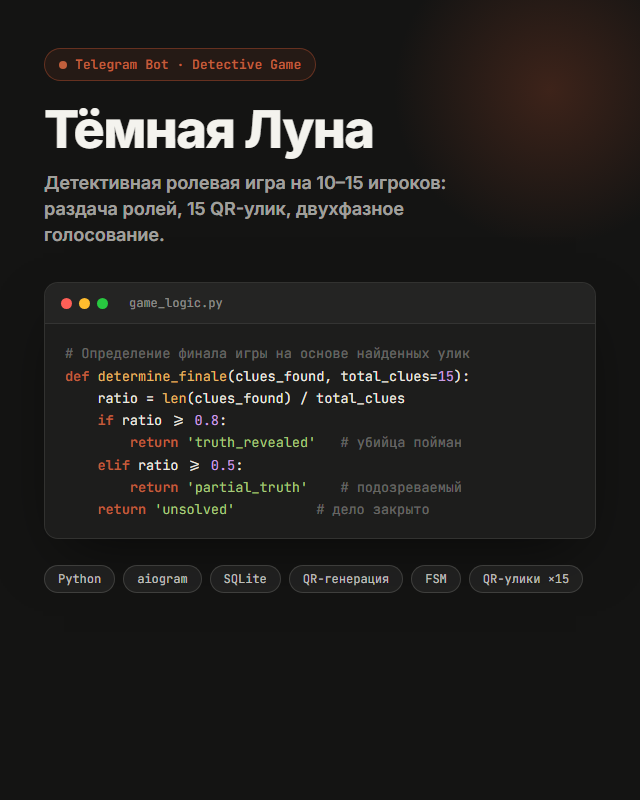 Telegram Bot · Detective Game
Тёмная Луна
Детективная ролевая игра на 10–15 игроков:
раздача ролей, 15 QR-улик, двухфазное
голосование.
game_logic.py
# Определение финала игры на основе найденных улик
def determine_finale(clues_found, total_clues=15):
    ratio = len(clues_found) / total_clues
    if ratio ⩾ 0.8:
        return 'truth_revealed'   # убийца пойман
    elif ratio ⩾ 0.5:
        return 'partial_truth'    # подозреваемый
    return 'unsolved'          # дело закрыто
Python aiogram SQLite QR-генерация FSM QR-улики ×15